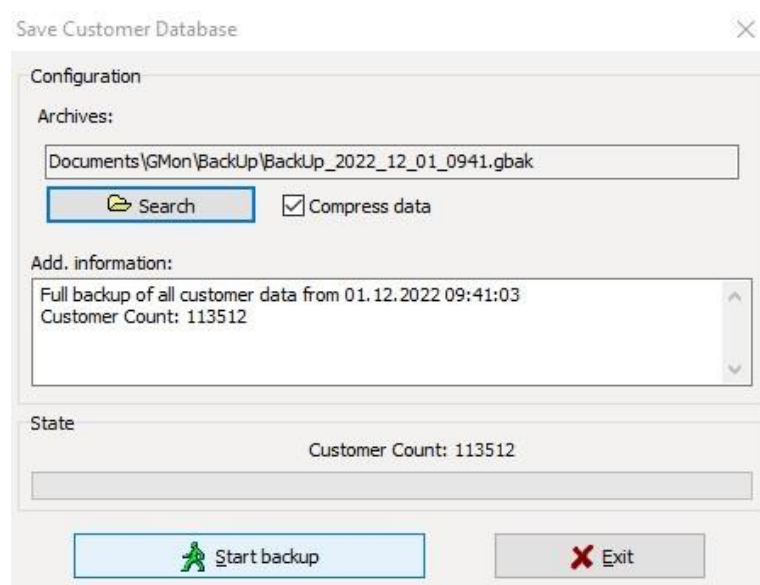 Save Customer Database
Configuration
Archives:
Documents\GMon\BackUp\BackUp_2022_12_01_0941.gbak
Search
Compress data
Add. information:
Full backup of all customer data from 01.12.2022 09:41:03
Customer Count: 113512
State
Customer Count: 113512
Start backup
Exit